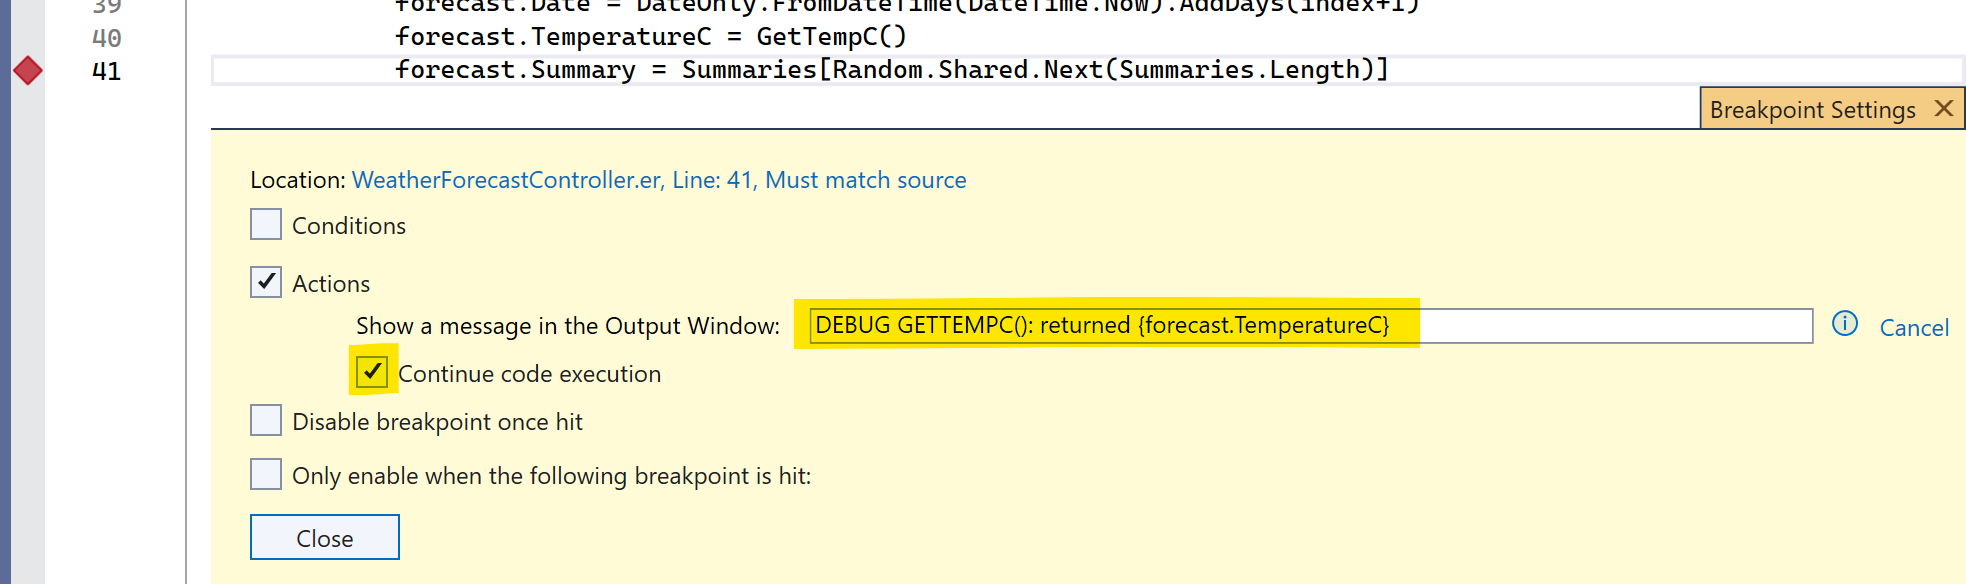 39 forecast.Date = DateOnly.FromDateTime(DateTime.Now).AddDays(index+1)
40 forecast.TemperatureC = GetTempC()
41 forecast.Summary = Summaries[Random.Shared.Next(Summaries.Length)]
Breakpoint Settings
Location: WeatherForecastController.er, Line: 41, Must match source
Conditions
Actions
Show a message in the Output Window: DEBUG GETTEMPC(): returned {forecast.TemperatureC} Cancel
Continue code execution
Disable breakpoint once hit
Only enable when the following breakpoint is hit:
Close